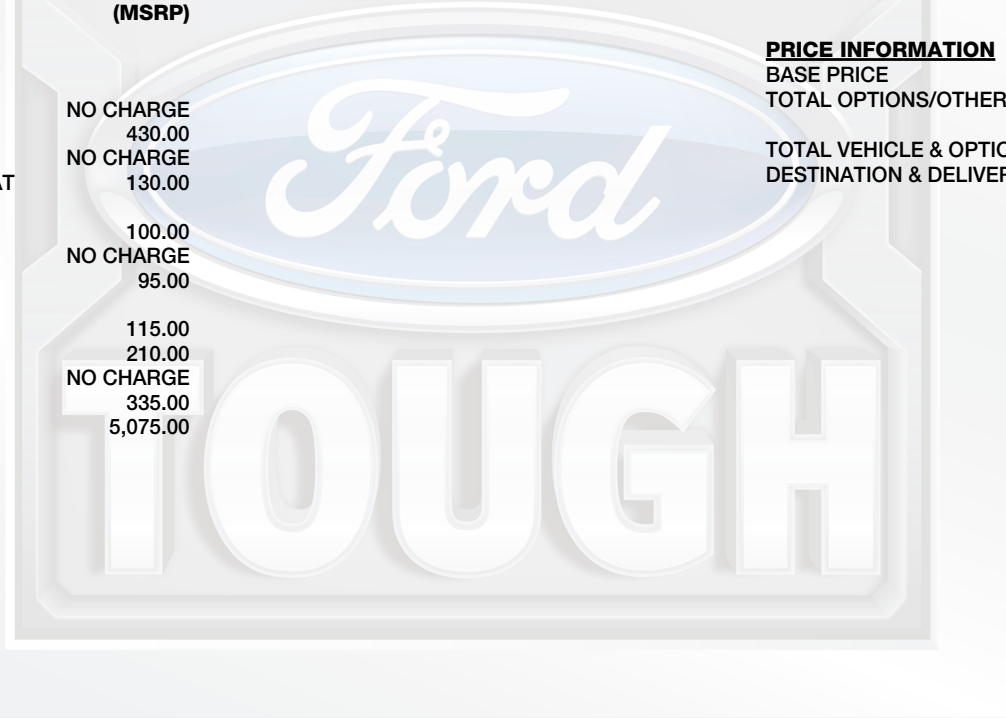 (MSRP)
NO CHARGE
430.00
NO CHARGE
AT 130.00
100.00
NO CHARGE
95.00
115.00
210.00
NO CHARGE
335.00
5,075.00
PRICE INFORMATION
BASE PRICE
TOTAL OPTIONS/OTHER
TOTAL VEHICLE & OPTIO
DESTINATION & DELIVER
Ford
TOUGH